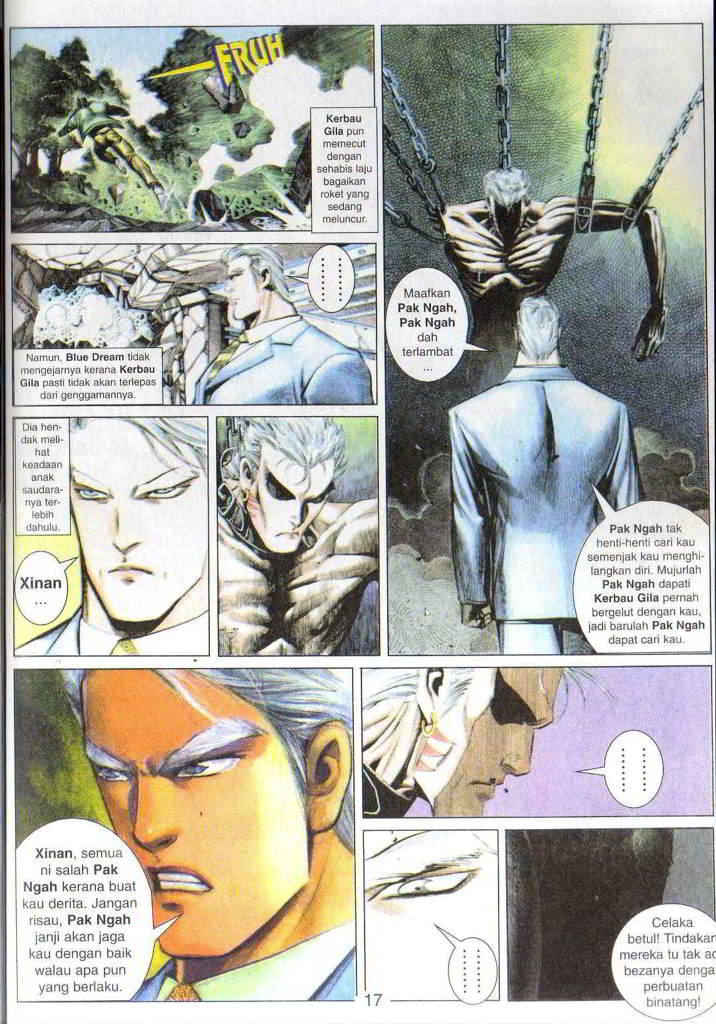 FRUH
Kerbau
Gila pun
memecut
dengan
sehabis laju
bagaikan
roket yang
sedang
meluncur.
Namun, Blue Dream tidak
mengejarnya kerana Kerbau
Gila pasti tidak akan terlepas
dari genggamannya.
Maafkan
Pak Ngah,
Pak Ngah
dah
terlambat
...
Pak Ngah tak
henti-henti cari kau
semenjak kau menghi-
langkan diri. Mujurlah
Pak Ngah dapati
Kerbau Gila pernah
bergelut dengan kau,
jadi barulah Pak Ngah
dapat cari kau.
Dia hen-
dak meli-
hat
keadaan
anak
saudara-
nya ter-
lebih
dahulu.
Xinan
...
Xinan, semua
ni salah Pak
Ngah kerana buat
kau derita. Jangan
risau, Pak Ngah
janji akan jaga
kau dengan baik
walau apa pun
yang berlaku.
Celaka
betul! Tindakan
mereka tu tak
bezanya
perbuatan
binatang!
17